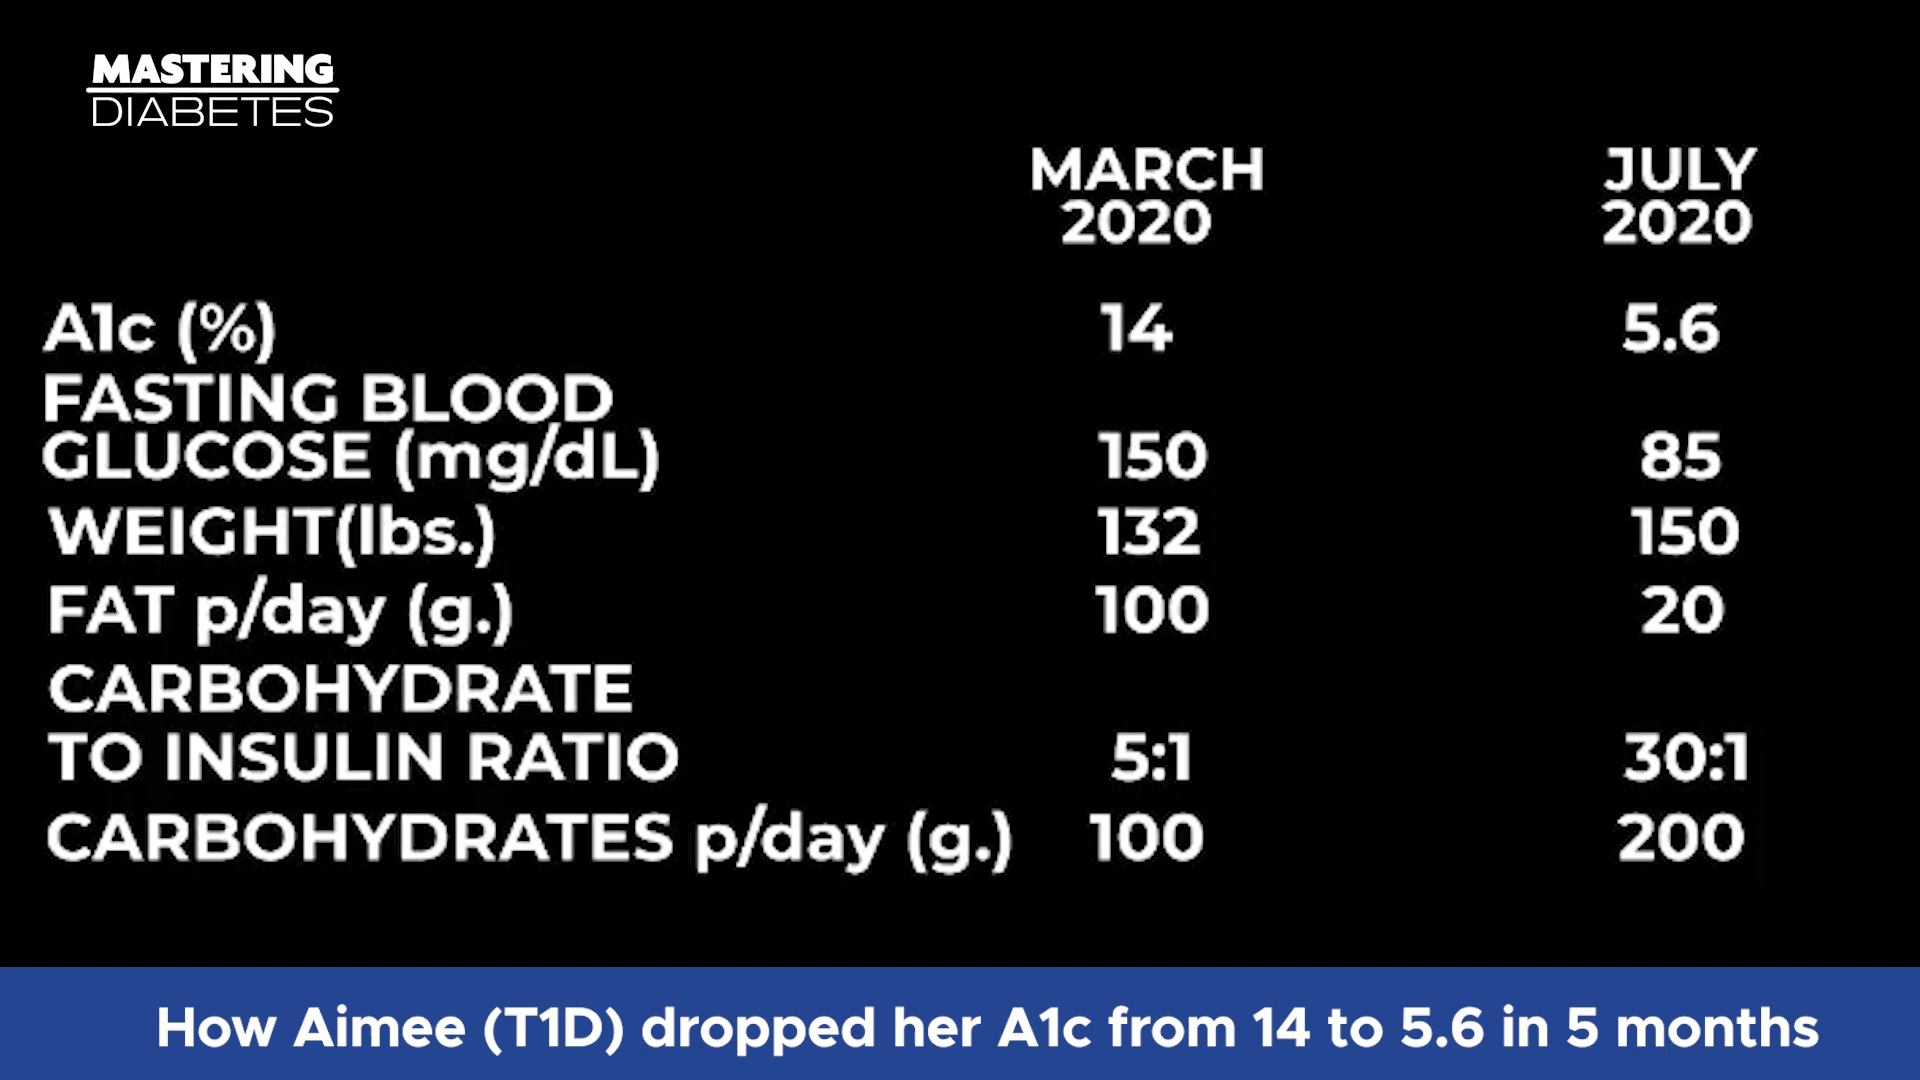 MASTERING
DIABETES
MARCH 2020
JULY 2020
A1c (%) 14 5.6
FASTING BLOOD
GLUCOSE (mg/dL) 150 85
WEIGHT(lbs.) 132 150
FAT p/day (g.) 100 20
CARBOHYDRATE
TO INSULIN RATIO 5:1 30:1
CARBOHYDRATES p/day (g.) 100 200
How Aimee (T1D) dropped her A1c from 14 to 5.6 in 5 months